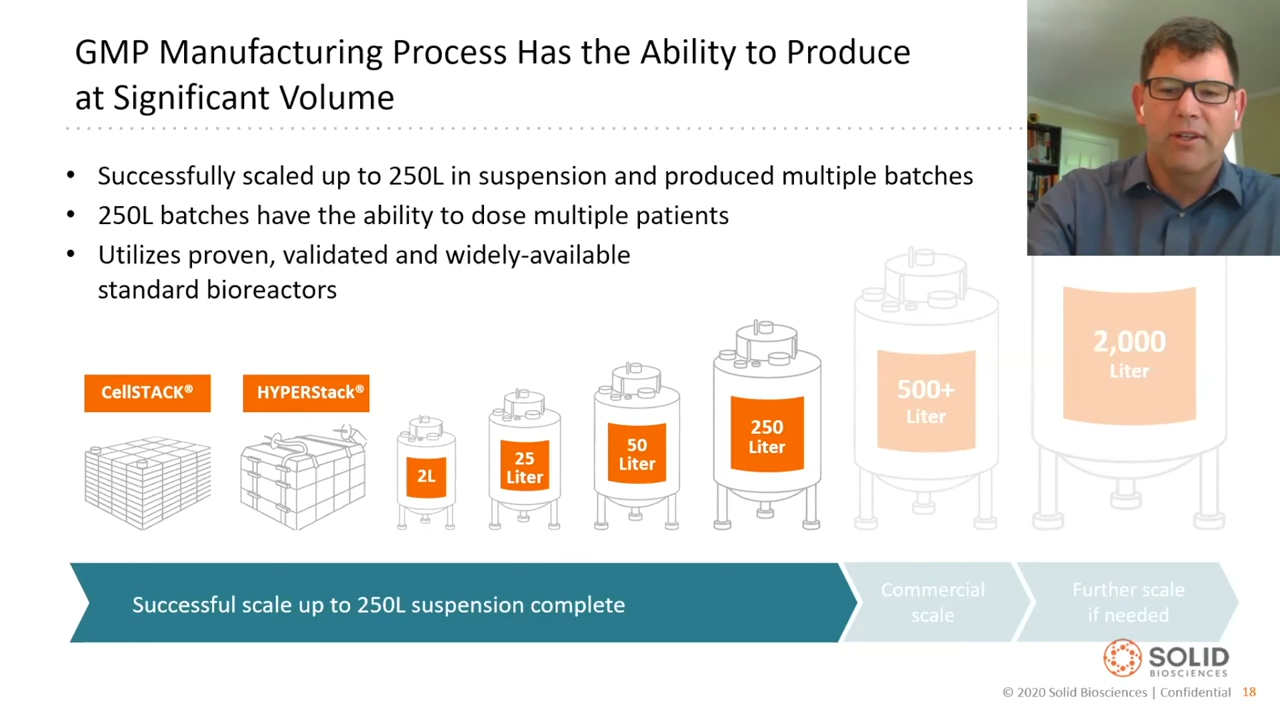 GMP Manufacturing Process Has the Ability to Produce
at Significant Volume
• Successfully scaled up to 250L in suspension and produced multiple batches
• 250L batches have the ability to dose multiple patients
• Utilizes proven, validated and widely-available
standard bioreactors
CellSTACK®
HYPERStack®
2L
25
Liter
50
Liter
250
Liter
500+
Liter
2,000
Liter
Successful scale up to 250L suspension complete
Commercial
scale
Further scale
if needed
SOLID
BIOSCIENCES
© 2020 Solid Biosciences | Confidential 18